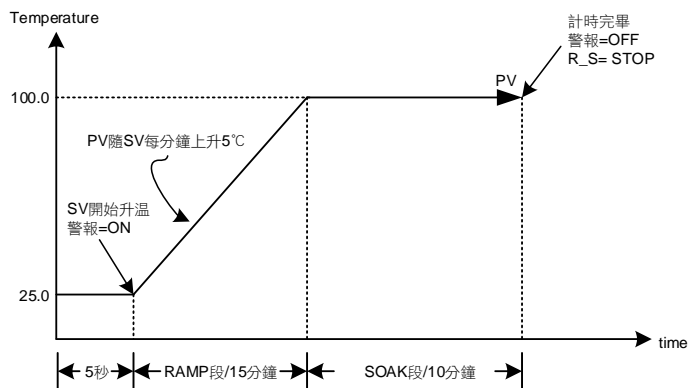 Temperature
計時完畢
警報=OFF
R_S= STOP
PV
100.0
PV隨SV每分鐘上升5℃
SV開始升温
警報=ON
25.0
time
5秒
RAMP段/15分鐘
SOAK段/10分鐘